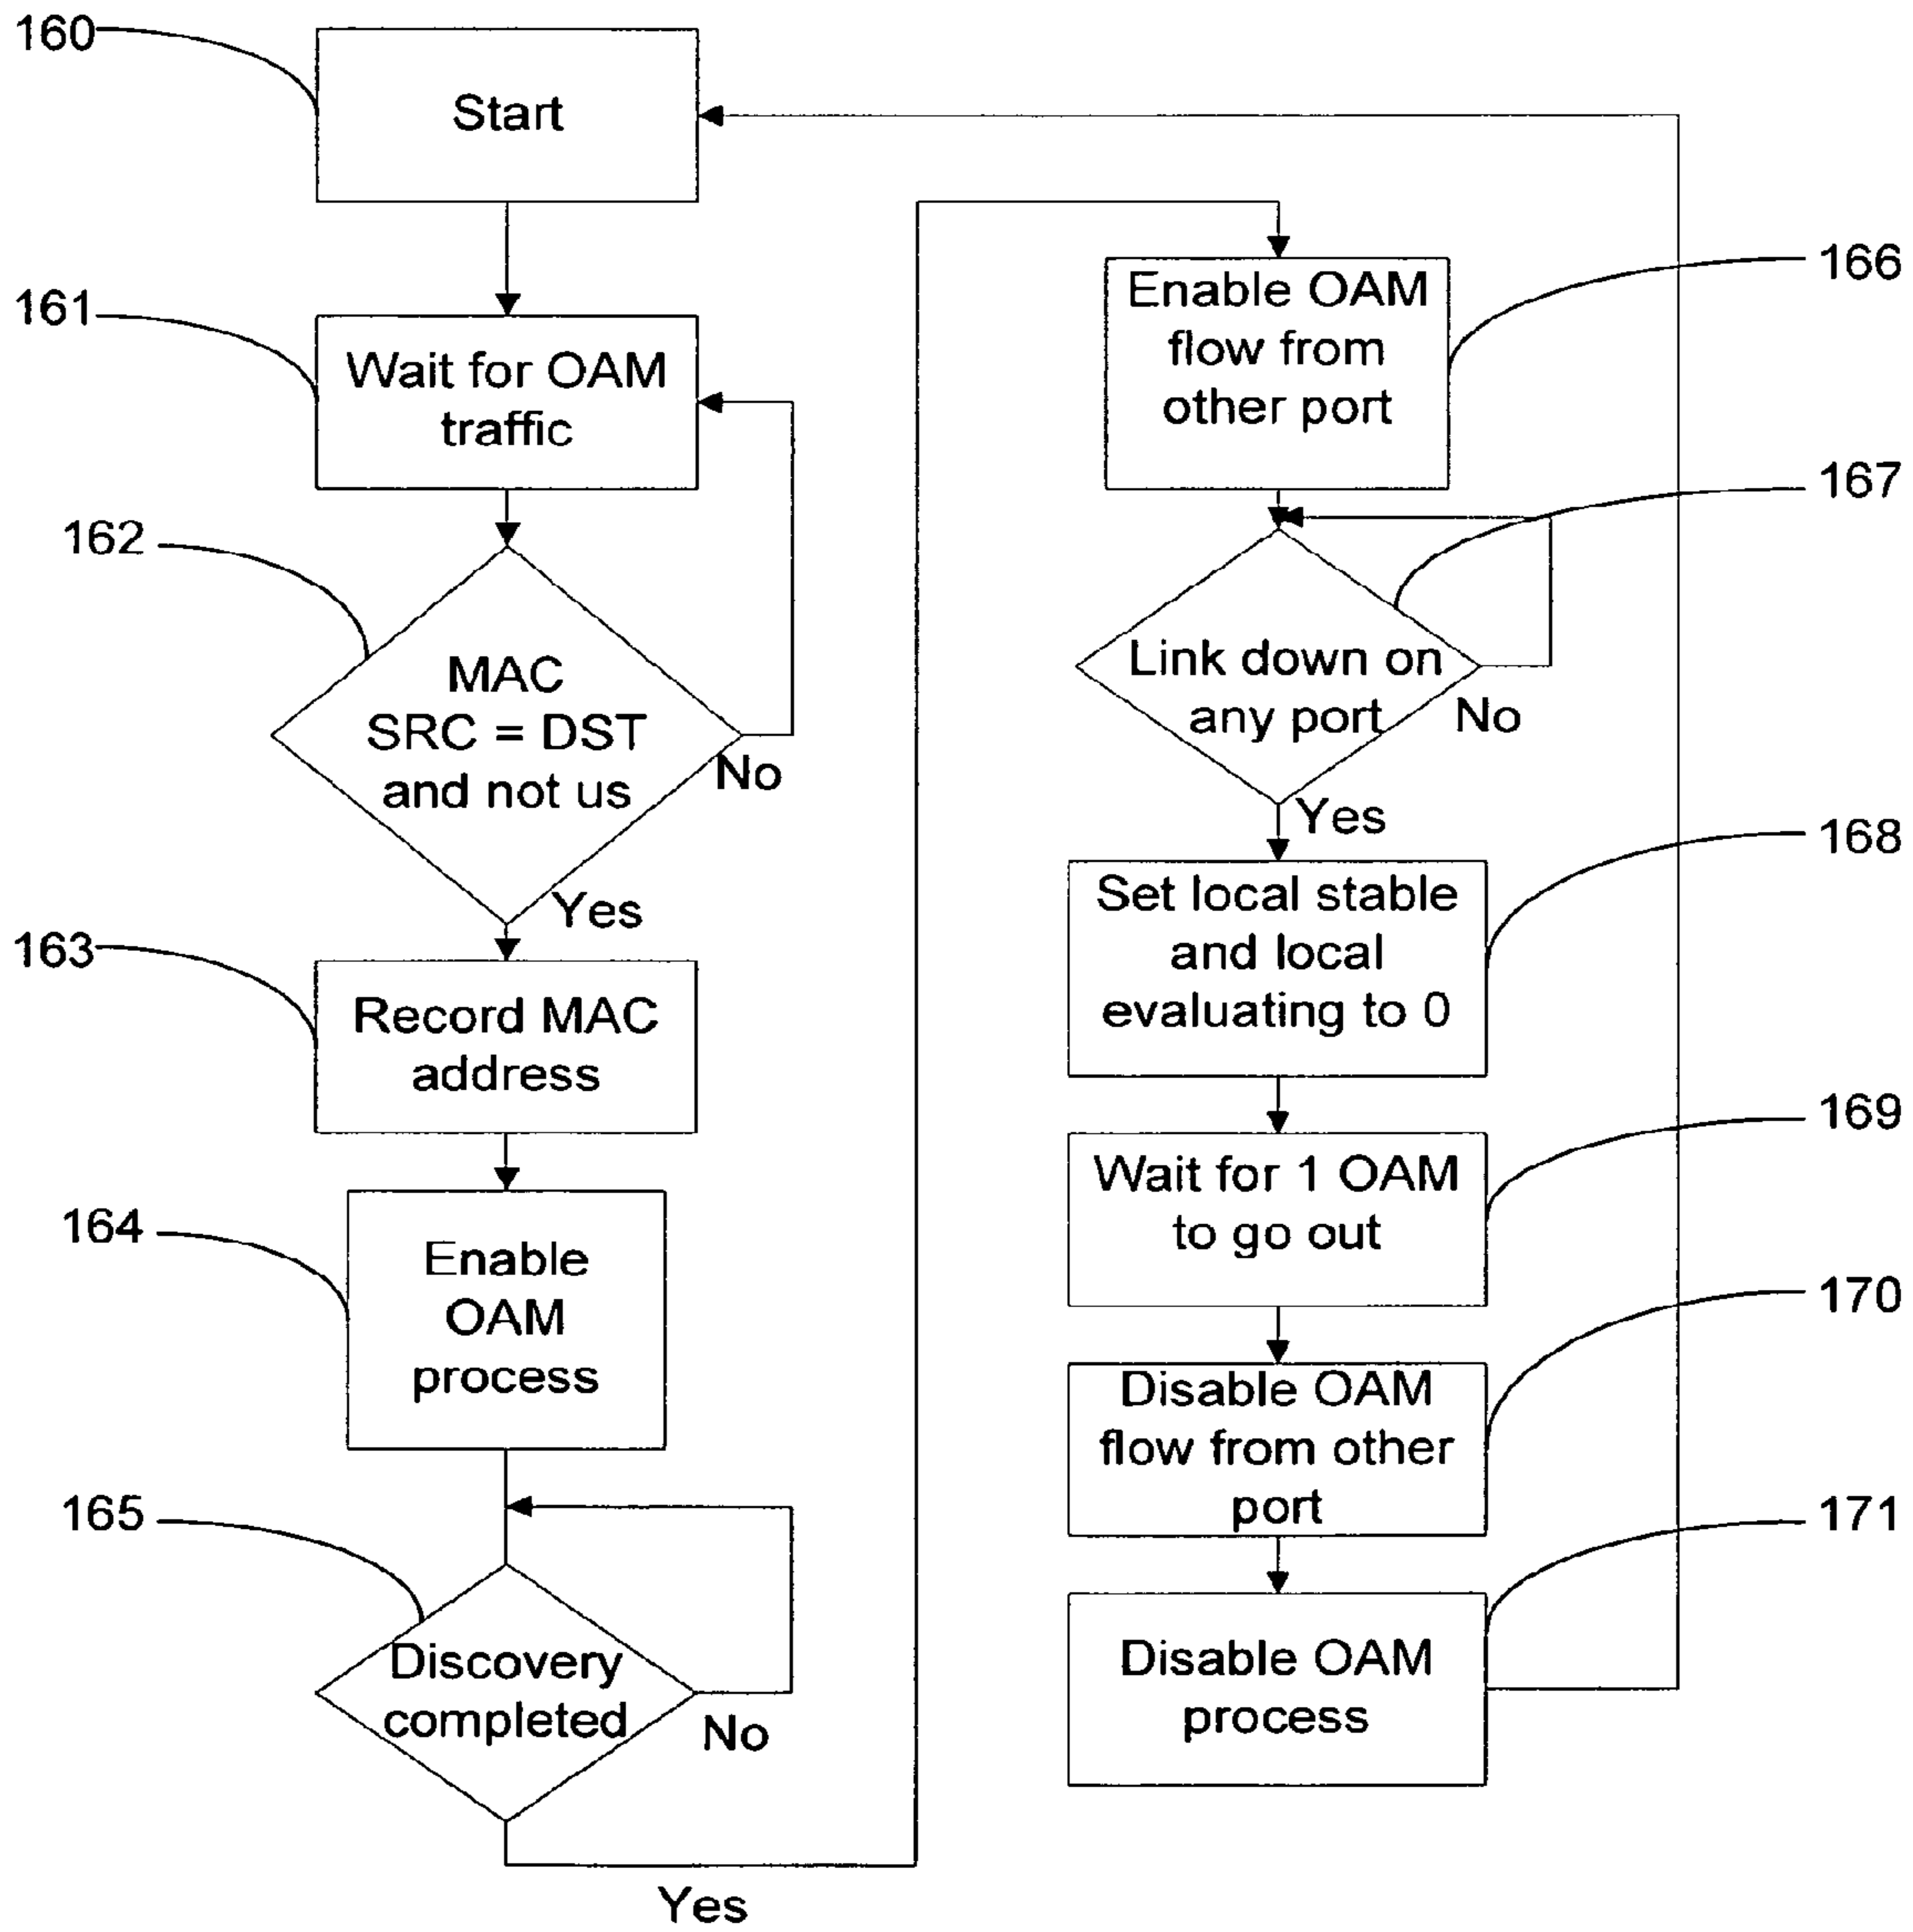 160
Start
161
Wait for OAM
traffic
162
MAC
SRC = DST
and not us
No
Yes
163
Record MAC
address
164
Enable
OAM
process
165
Discovery
completed
No
Yes
166
Enable OAM
flow from
other port
167
Link down on
any port
No
Yes
168
Set local stable
and local
evaluating to 0
169
Wait for 1 OAM
to go out
170
Disable OAM
flow from other
port
171
Disable OAM
process